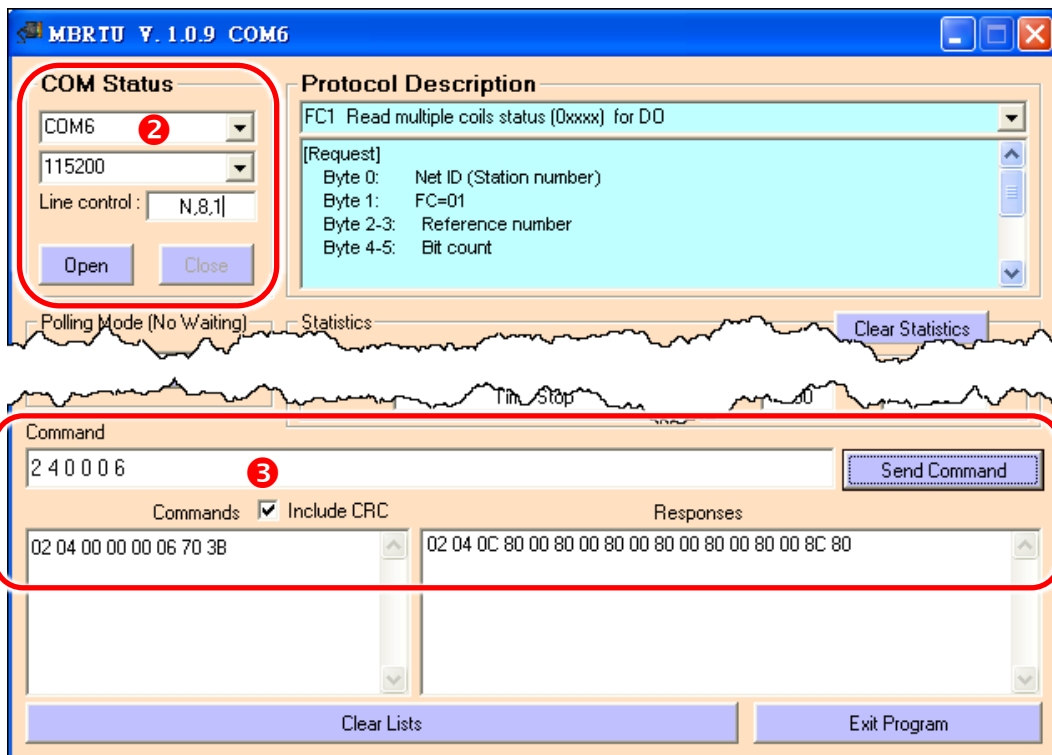 MBRTU V. 1.0.9 COM6
COM Status
COM6
2
115200
Line control :
N,8,1
Open
Close
Protocol Description
FC1 Read multiple coils status (0xxxx) for DO
[Request]
Byte 0: Net ID (Station number)
Byte 1: FC=01
Byte 2-3: Reference number
Byte 4-5: Bit count
Polling Mode (No Waiting)
Statistics
Clear Statistics
Stop
Command
2 4 0 0 0 6
3
Send Command
Commands
Include CRC
Responses
02 04 00 00 00 06 70 3B
02 04 0C 80 00 80 00 80 00 80 00 80 00 80 00 8C 80
Clear Lists
Exit Program